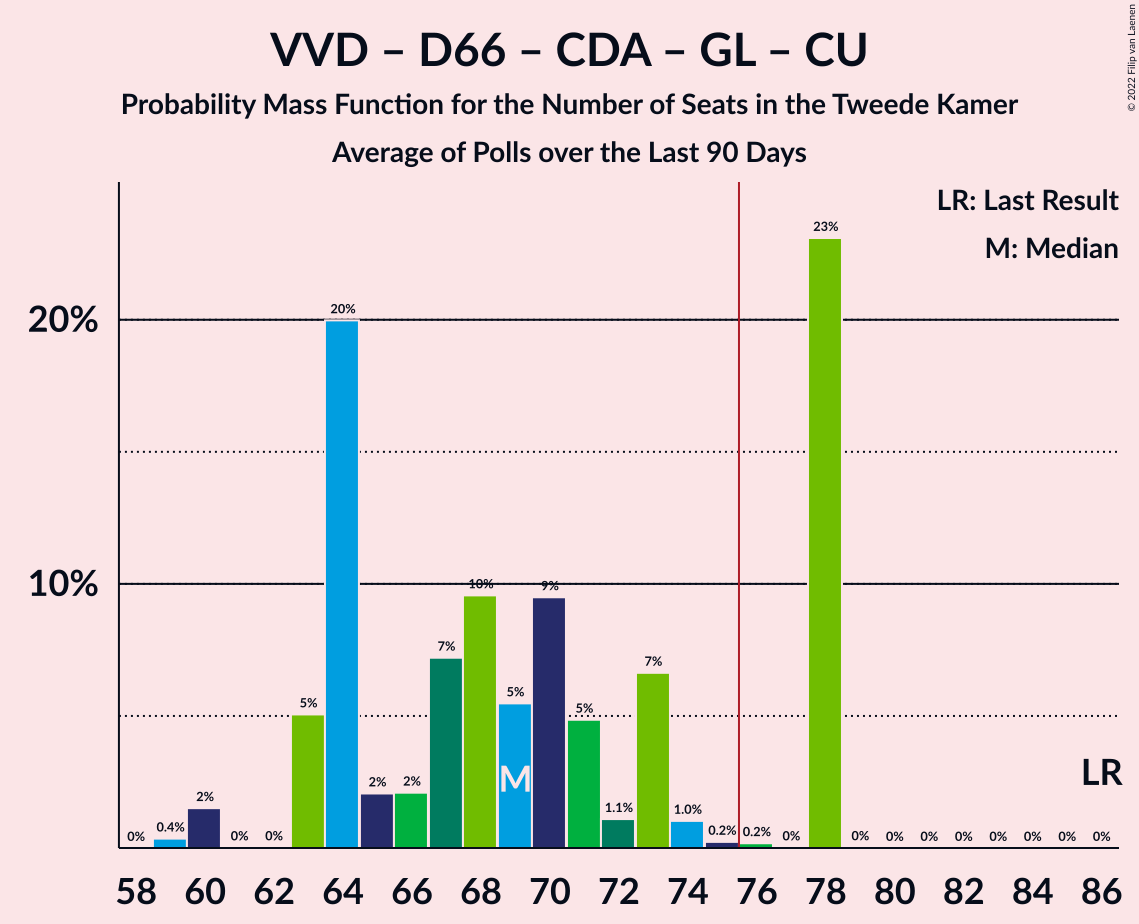 VVD – D66 – CDA – GL – CU
Probability Mass Function for the Number of Seats in the Tweede Kamer
Average of Polls over the Last 90 Days
© 2022 Filip van Laenen
LR: Last Result
M: Median
20%
10%
0% 0.4% 2% 0% 0% 5% 20% 2% 2% 7% 10% 5% 9% 5% 1.1% 7% 1.0% 0.2% 0.2% 0% 23% 0% 0% 0% 0% 0% 0% 0% 0%
M
LR
58 60 62 64 66 68 70 72 74 76 78 80 82 84 86